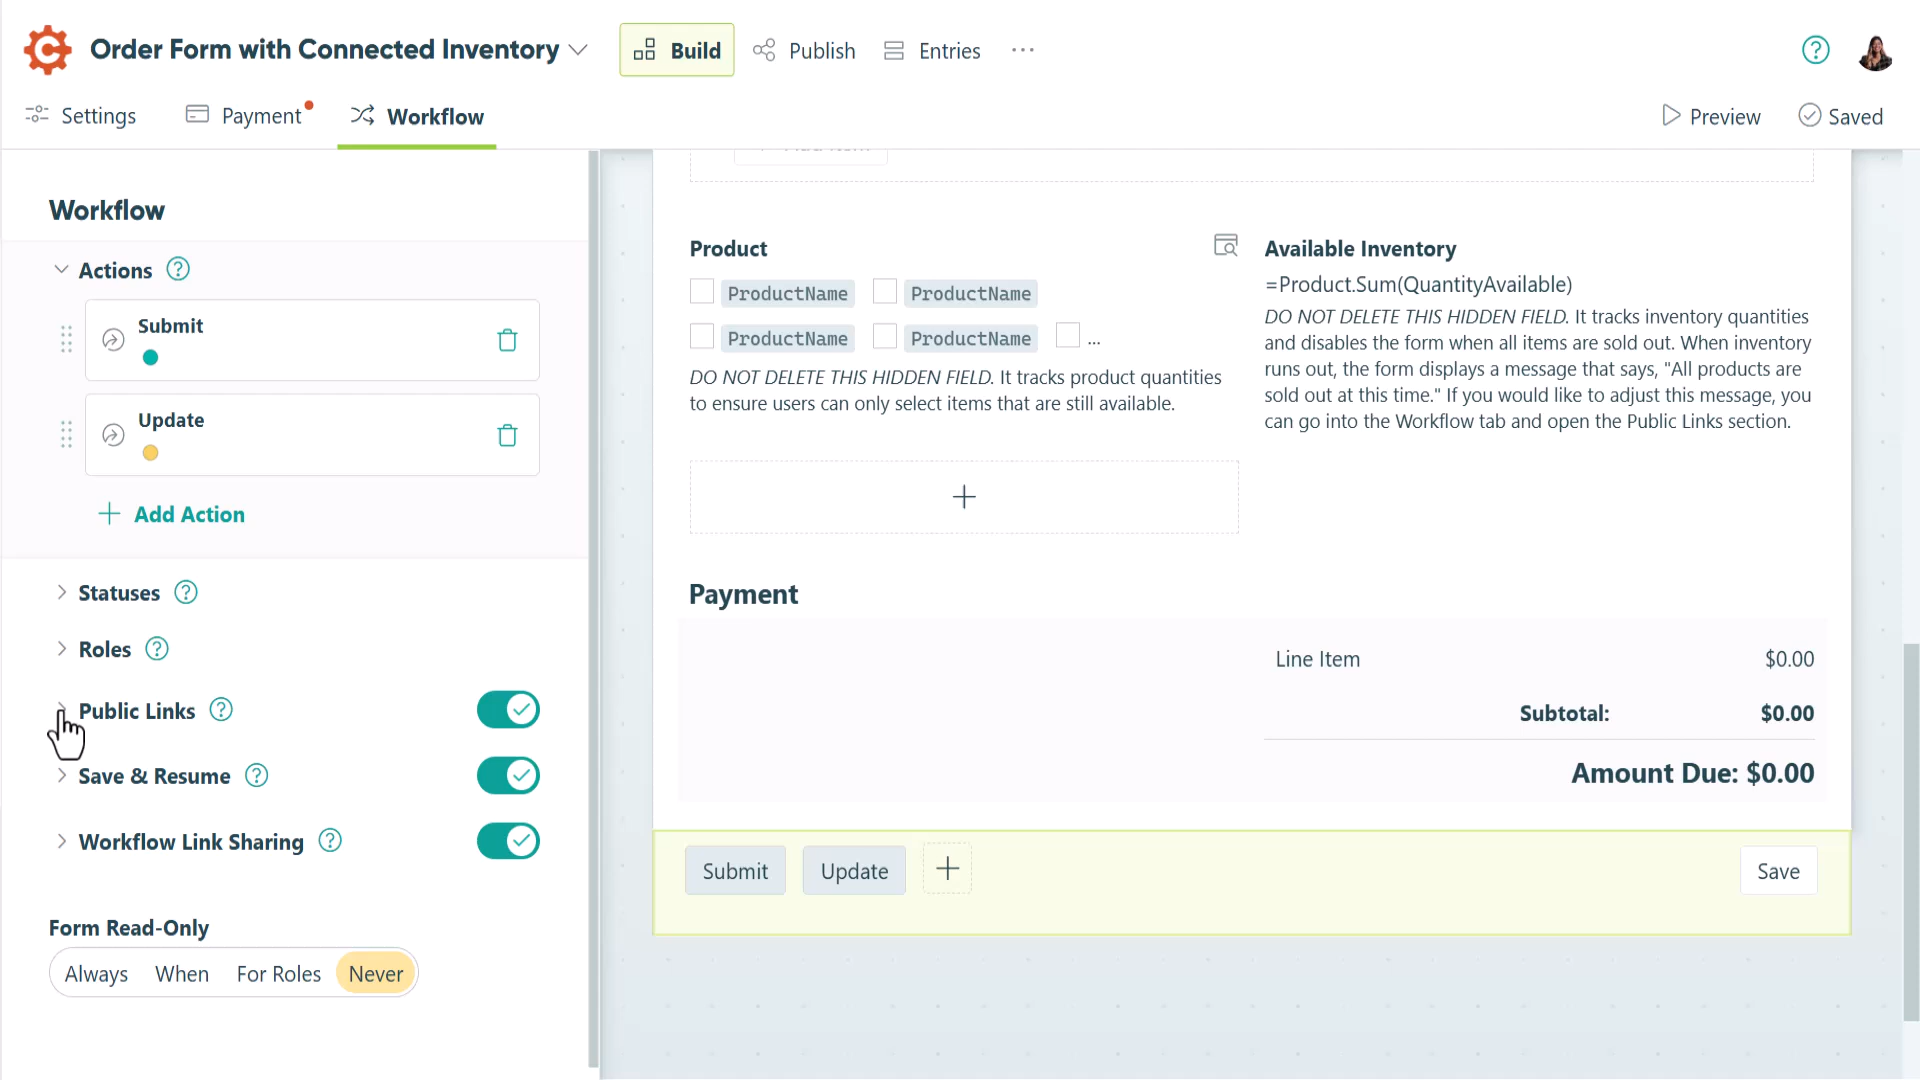 Order Form with Connected Inventory
Build
Publish
Entries
Settings
Payment
Workflow
Preview
Saved
Workflow
Actions
Submit
Update
Add Action
Statuses
Roles
Public Links
Save & Resume
Workflow Link Sharing
Form Read-Only
Always When For Roles Never
Product
ProductName ProductName
ProductName ProductName ...
DO NOT DELETE THIS HIDDEN FIELD. It tracks product quantities
to ensure users can only select items that are still available.
Available Inventory
=Product.Sum(QuantityAvailable)
DO NOT DELETE THIS HIDDEN FIELD. It tracks inventory quantities
and disables the form when all items are sold out. When inventory
runs out, the form displays a message that says, "All products are
sold out at this time." If you would like to adjust this message, you
can go into the Workflow tab and open the Public Links section.
Payment
Line Item $0.00
Subtotal: $0.00
Amount Due: $0.00
Submit Update Save